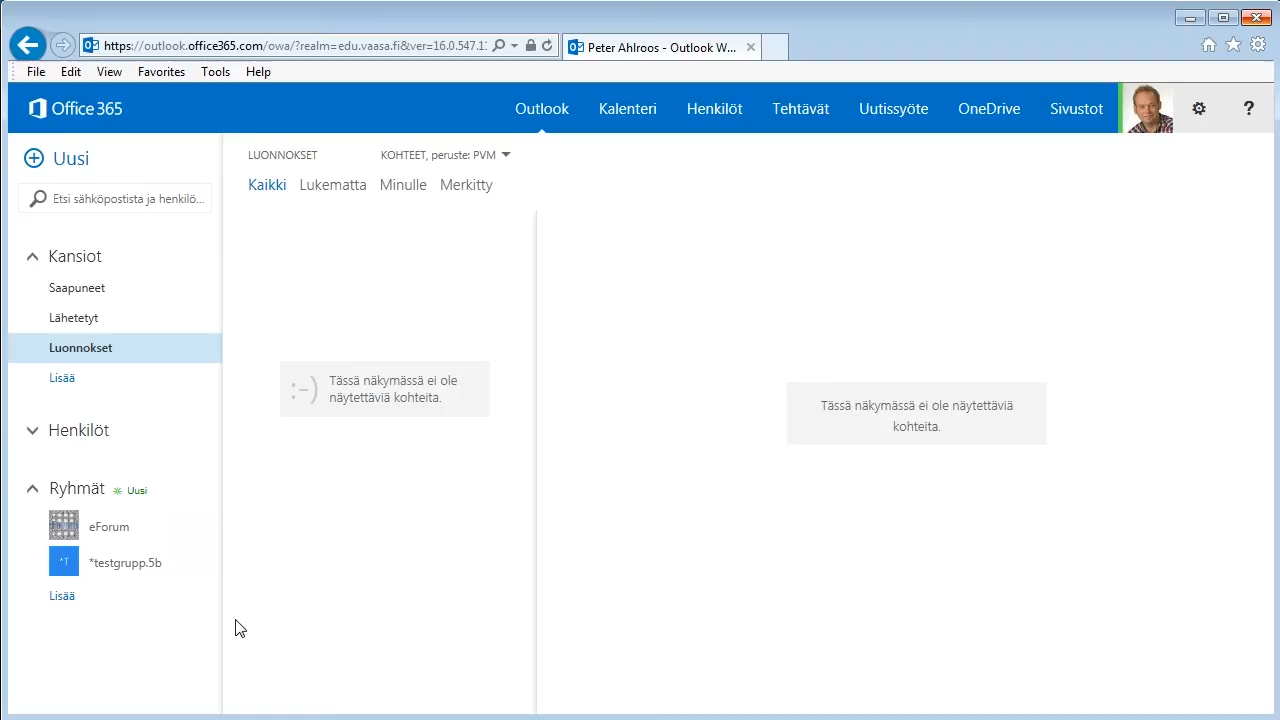 https://outlook.office365.com/owa/?realm=edu.vaasa.fi&ver=16.0.547.1
Peter Ahlroos - Outlook W...
File Edit View Favorites Tools Help
Office 365
Outlook Kalenteri Henkilöt Tehtävät Uutissyöte OneDrive Sivustot ?
Uusi
LUONNOKSET KOHTEET, peruste: PVM
Kaikki Lukematta Minulle Merkitty
Etsi sähköpostista ja henkilö...
Kansiot
Saapuneet
Lähetetyt
Luonnokset
Lisää
Henkilöt
Ryhmät Uusi
eForum
*T *testgrupp.5b
Lisää
:-) Tässä näkymässä ei ole
näytettäviä kohteita.
Tässä näkymässä ei ole näytettäviä
kohteita.